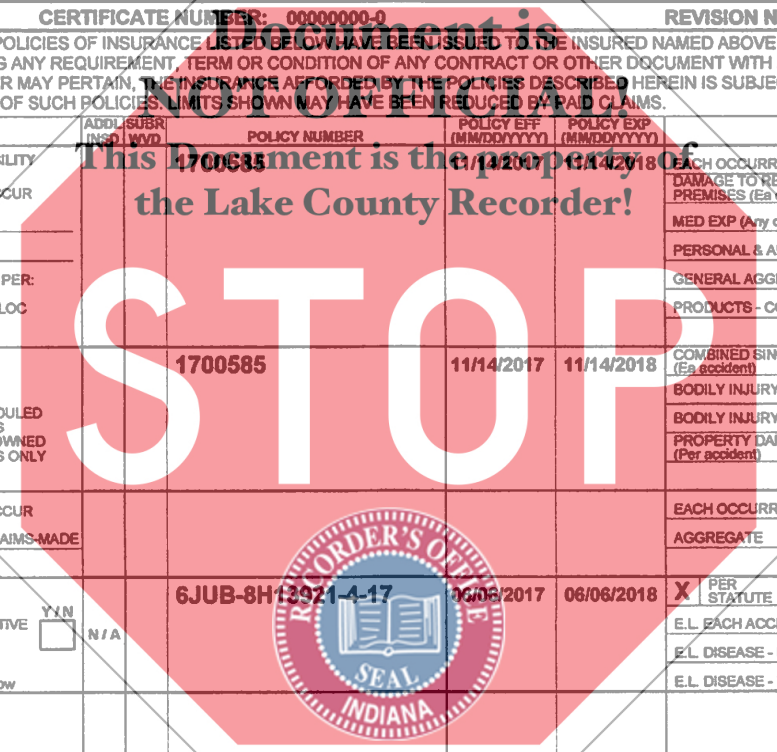 CERTIFICATE NUMBER: 00000000-0 REVISION N
Document is
POLICIES OF INSURANCE LISTED BELOW HAVE BEEN ISSUED TO THE INSURED NAMED ABOVE
G ANY REQUIREMENT, TERM OR CONDITION OF ANY CONTRACT OR OTHER DOCUMENT WITH
R MAY PERTAIN, THE INSURANCE AFFORDED BY THE POLICIES DESCRIBED HEREIN IS SUBJE
NOT OFFICIAL!
OF SUCH POLICIES. LIMITS SHOWN MAY HAVE BEEN REDUCED BY PAID CLAIMS.
ADDL SUBR POLICY EFF POLICY EXP
INSD WVD POLICY NUMBER (MM/DD/YYYY) (MM/DD/YYYY)
This Document is the property of
ILITY 1700585 11/14/2017 11/14/2018 EACH OCCURR
DAMAGE TO RE
CUR PREMISES (Ea
the Lake County Recorder!
MED EXP (Any
PERSONAL & A
PER: GENERAL AGG
LOC PRODUCTS - CO
STOP
1700585 11/14/2017 11/14/2018 COMBINED SIN
(Ea accident)
BODILY INJURY
DULED
S BODILY INJURY
OWNED PROPERTY DA
S ONLY (Per accident)
CUR EACH OCCURR
AIMS-MADE AGGREGATE
RECORDER'S OFFICE
6JUB-8H13921-4-17 06/06/2017 06/06/2018 X PER
STATUTE
Y/N
TIVE N/A E.L. EACH ACC
E.L. DISEASE -
SEAL
ow E.L. DISEASE -
INDIANA